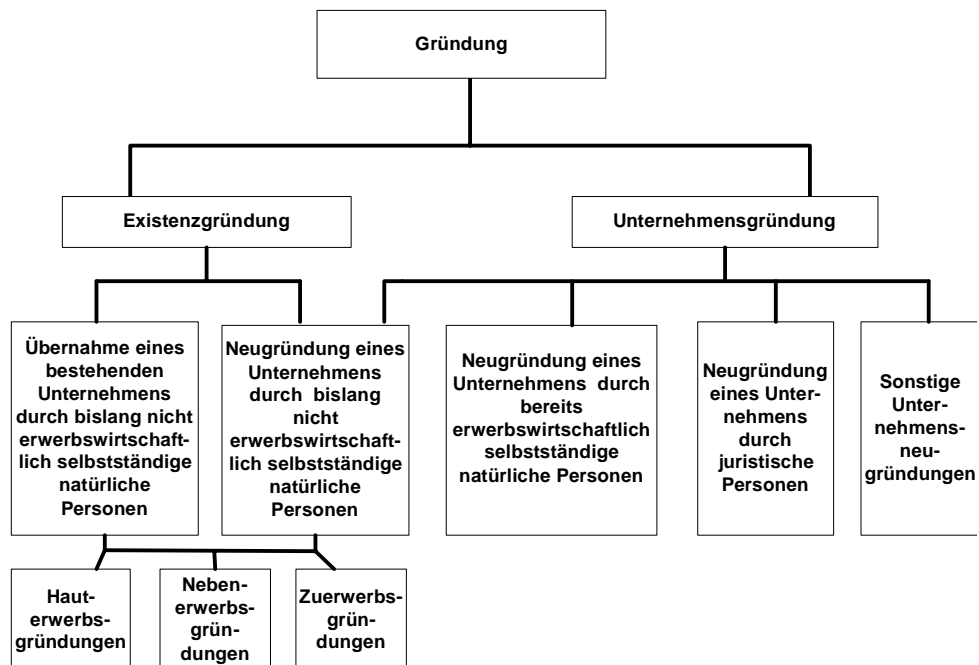 Gründung
Existenzgründung
Unternehmensgründung
Übernahme eines
bestehenden
Unternehmens
durch bislang nicht
erwerbswirtschaft-
lich selbstständige
natürliche
Personen
Neugründung eines
Unternehmens
durch bislang
nicht
erwerbswirtschaft-
lich selbstständige
natürliche
Personen
Neugründung eines
Unternehmens durch
bereits
erwerbswirtschaftlich
selbstständige
natürliche Personen
Neugründung
eines Unter-
nehmens
durch
juristische
Personen
Sonstige
Unter-
nehmens-
neu-
gründungen
Haut-
erwerbs-
gründungen
Neben-
erwerbs-
grün-
dungen
Zuerwerbs-
grün-
dungen